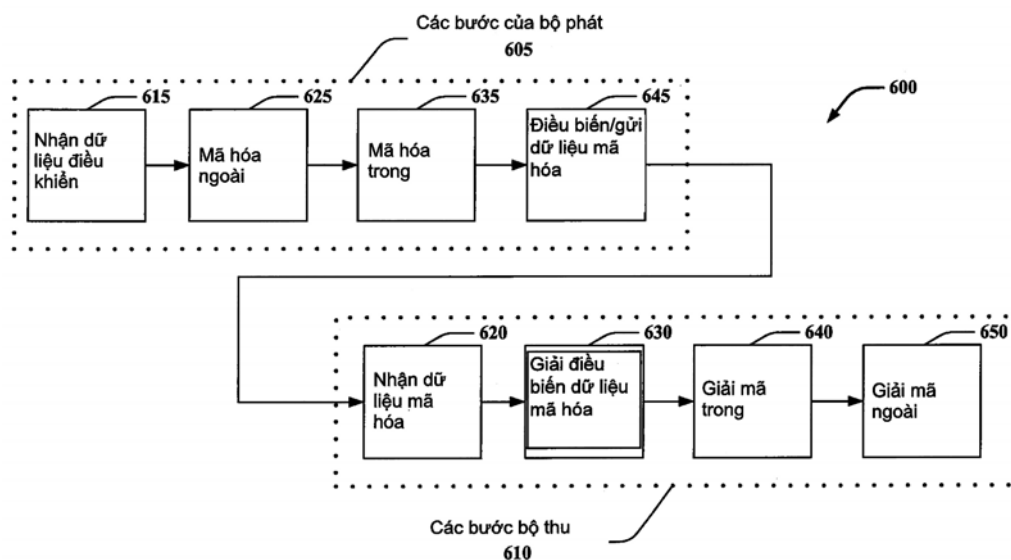 Các bước của bộ phát
605
600
615
625
635
645
Nhận dữ
liệu điều
khiển
Mã hóa
ngoài
Mã hóa
trong
Điều biến/gửi
dữ liệu mã
hóa
620
630
640
650
Nhận dữ
liệu mã
hóa
Giải điều
biến dữ liệu
mã hóa
Giải mã
trong
Giải mã
ngoài
Các bước bộ thu
610